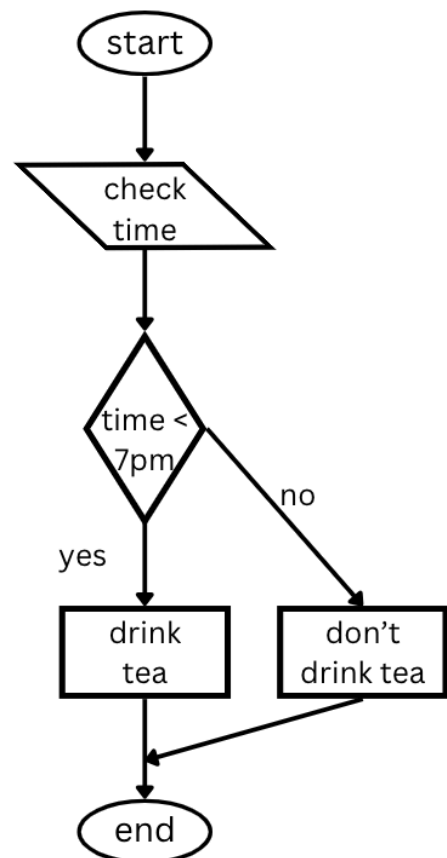 start
check
time
time <
7pm
no
yes
drink
tea
don’t
drink tea
end